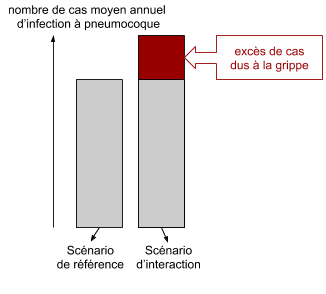 nombre de cas moyen annuel
d'infection à pneumocoque
excès de cas
dus à la grippe
Scénario
de référence
Scénario
d'interaction